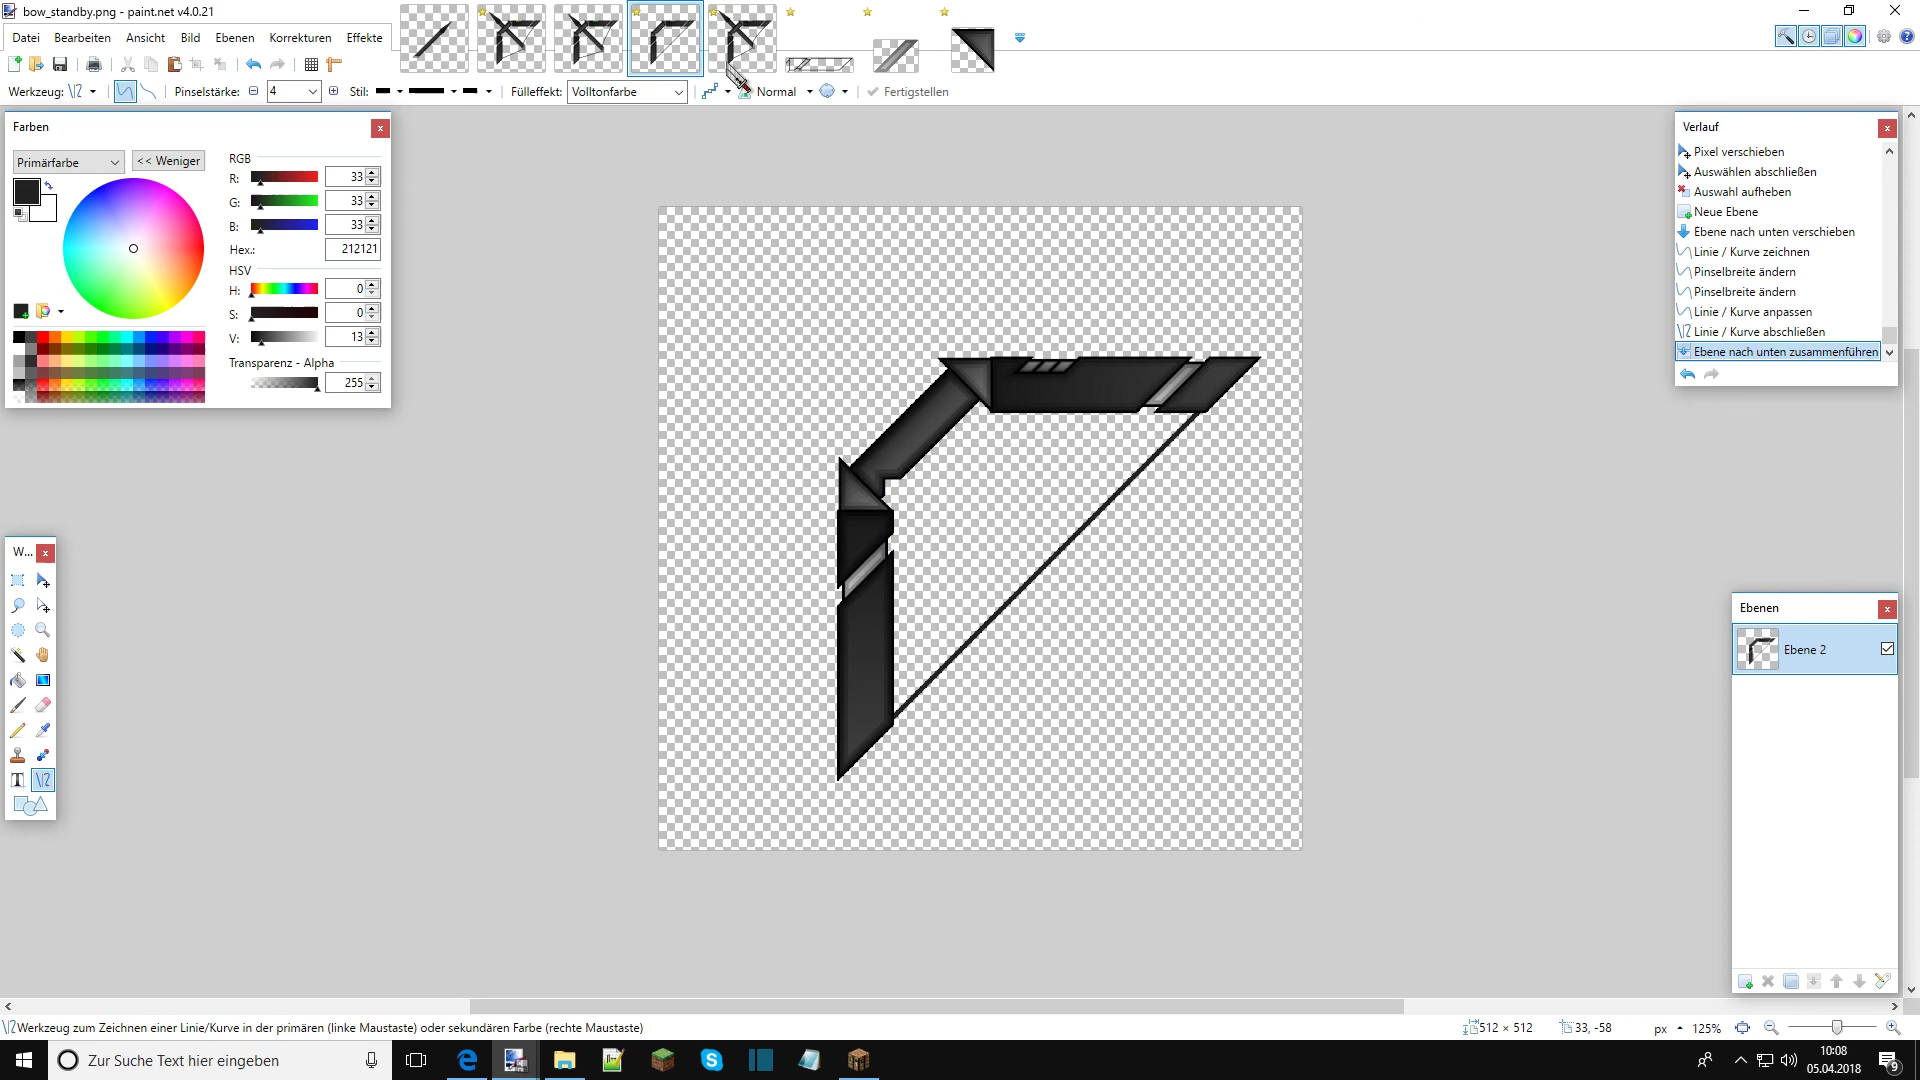 bow_standby.png - paint.net v4.0.21
Datei Bearbeiten Ansicht Bild Ebenen Korrekturen Effekte
Werkzeug: Pinselstärke: 4 Stil: Fülleffekt: Volltonfarbe Normal Fertigstellen
Farben
Primärfarbe << Weniger
RGB
R: 33
G: 33
B: 33
Hex.: 212121
HSV
H: 0
S: 0
V: 13
Transparenz - Alpha
255
W...
Verlauf
Pixel verschieben
Auswählen abschließen
Auswahl aufheben
Neue Ebene
Ebene nach unten verschieben
Linie / Kurve zeichnen
Pinselbreite ändern
Pinselbreite ändern
Linie / Kurve anpassen
Linie / Kurve abschließen
Ebene nach unten zusammenführen
Ebenen
Ebene 2
Werkzeug zum Zeichnen einer Linie/Kurve in der primären (linke Maustaste) oder sekundären Farbe (rechte Maustaste)
512 × 512 33, -58 px 125%
Zur Suche Text hier eingeben
10:08
05.04.2018
9